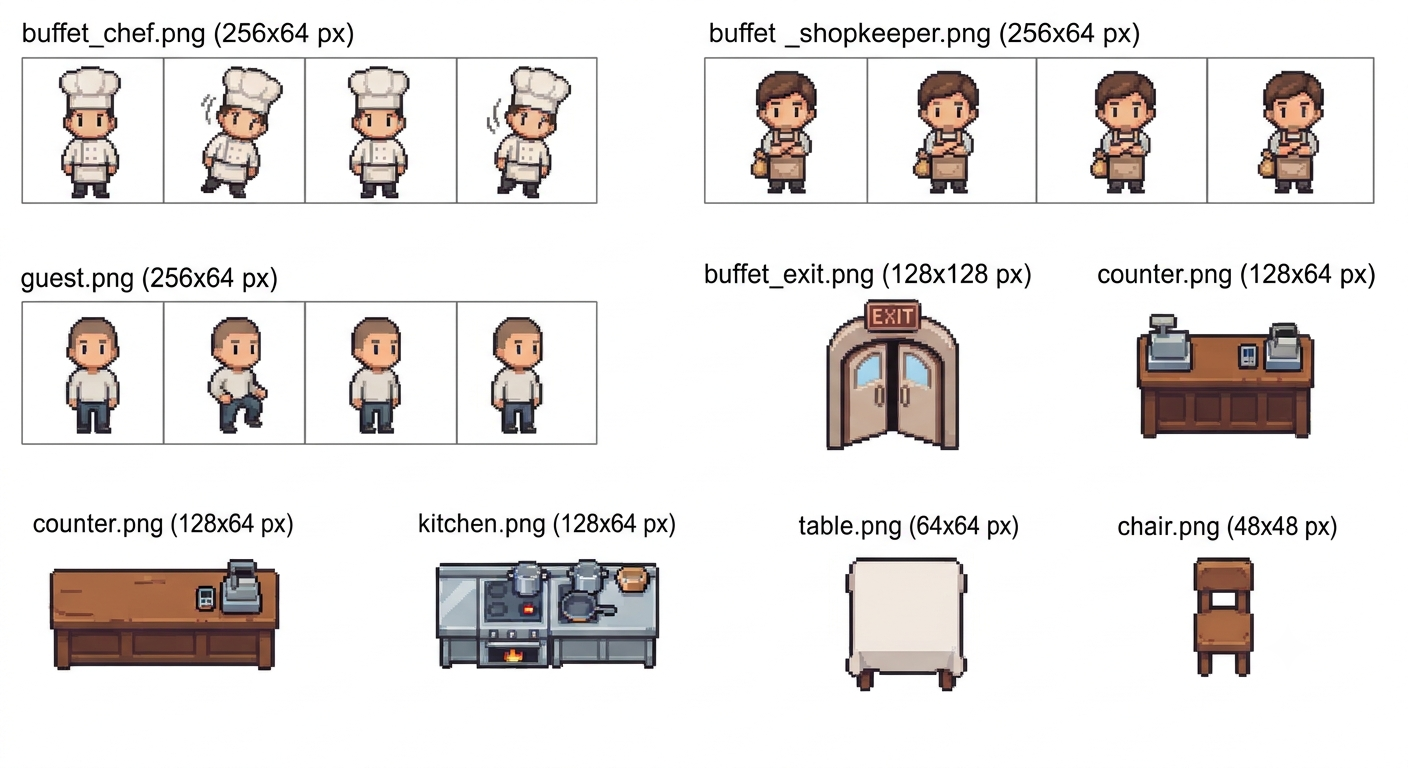 buffet_chef.png (256x64 px)
buffet _shopkeeper.png (256x64 px)
guest.png (256x64 px)
buffet_exit.png (128x128 px)
counter.png (128x64 px)
EXIT
counter.png (128x64 px)
kitchen.png (128x64 px)
table.png (64x64 px)
chair.png (48x48 px)